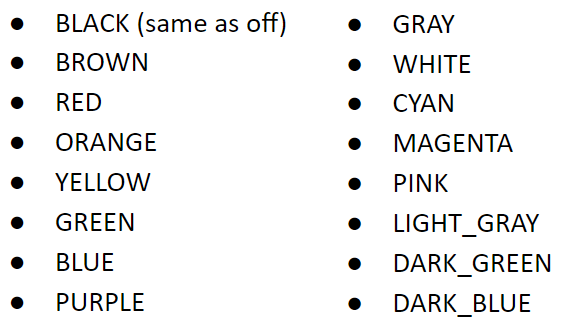 ● BLACK (same as off)
● BROWN
● RED
● ORANGE
● YELLOW
● GREEN
● BLUE
● PURPLE
● GRAY
● WHITE
● CYAN
● MAGENTA
● PINK
● LIGHT_GRAY
● DARK_GREEN
● DARK_BLUE